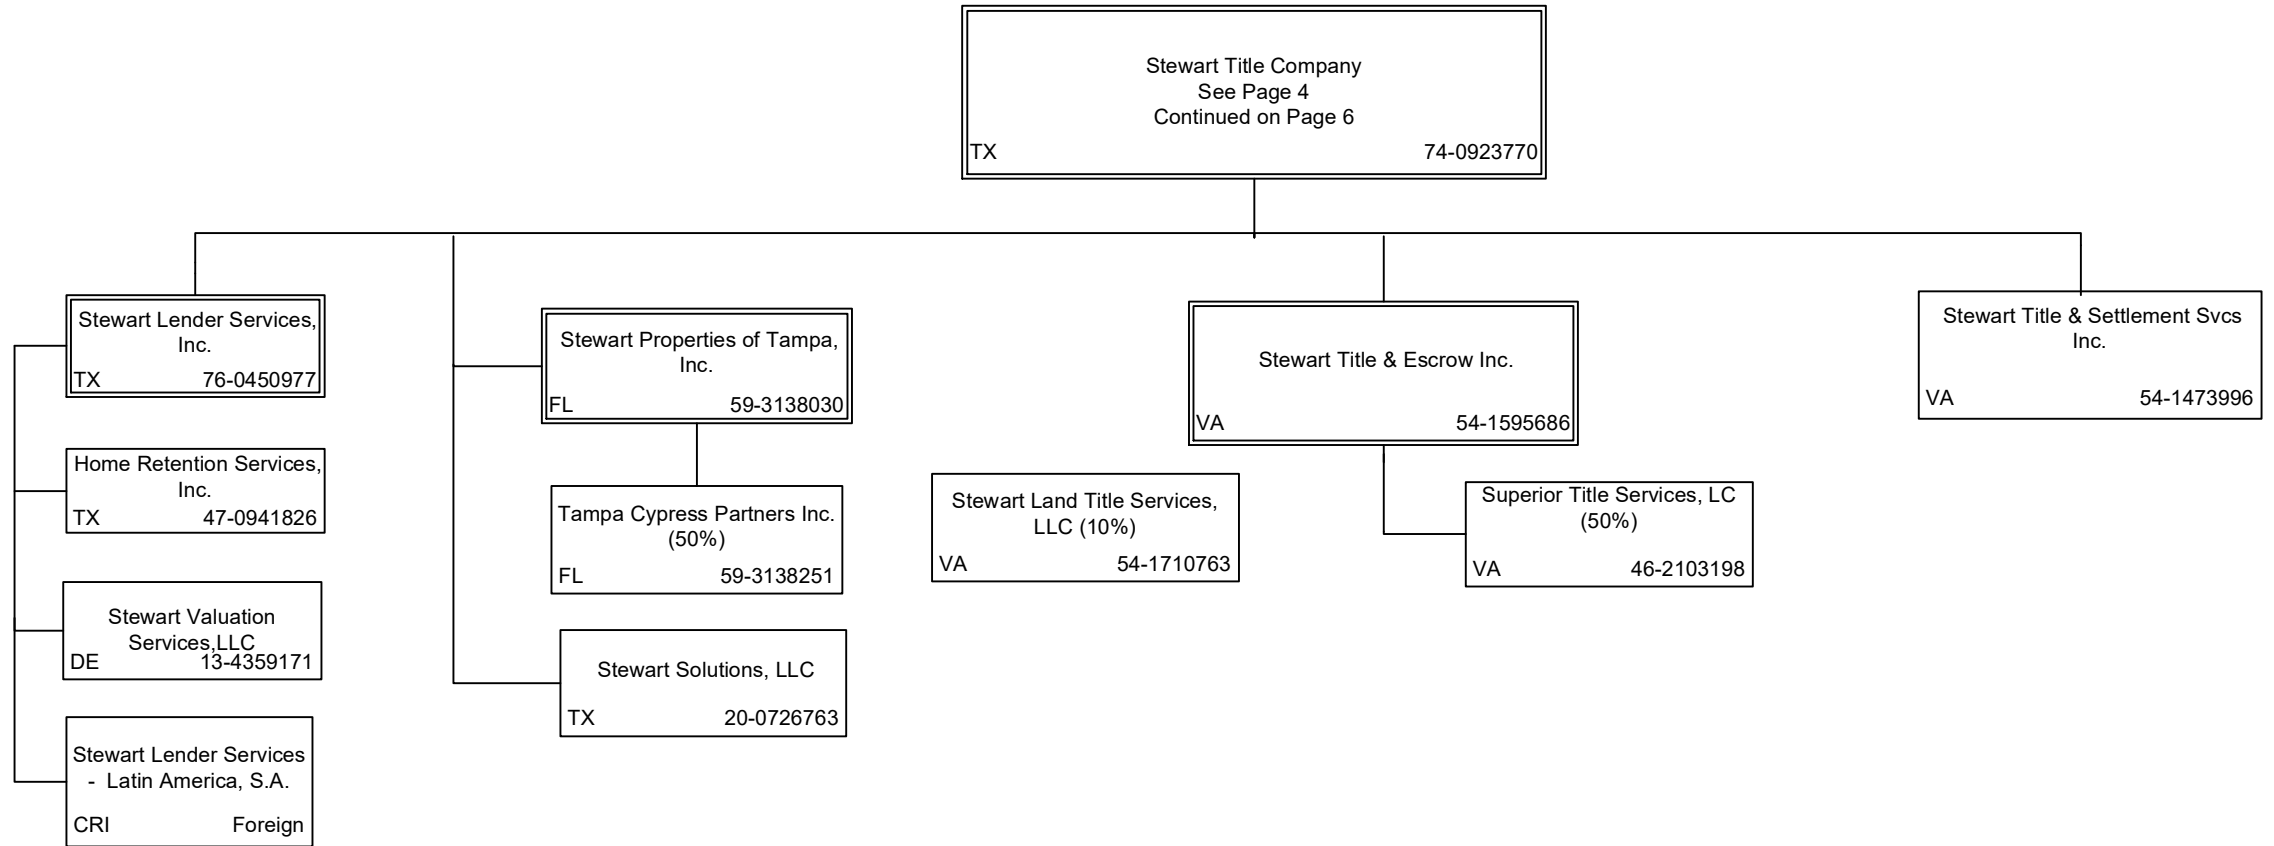 Stewart Title Company
See Page 4
Continued on Page 6
TX 74-0923770
Stewart Lender Services,
Inc.
TX 76-0450977
Home Retention Services,
Inc.
TX 47-0941826
Stewart Valuation
Services,LLC
DE 13-4359171
Stewart Lender Services
- Latin America, S.A.
CRI Foreign
Stewart Properties of Tampa,
Inc.
FL 59-3138030
Tampa Cypress Partners Inc.
(50%)
FL 59-3138251
Stewart Solutions, LLC
TX 20-0726763
Stewart Title & Escrow Inc.
VA 54-1595686
Stewart Land Title Services,
LLC (10%)
VA 54-1710763
Superior Title Services, LC
(50%)
VA 46-2103198
Stewart Title & Settlement Svcs
Inc.
VA 54-1473996